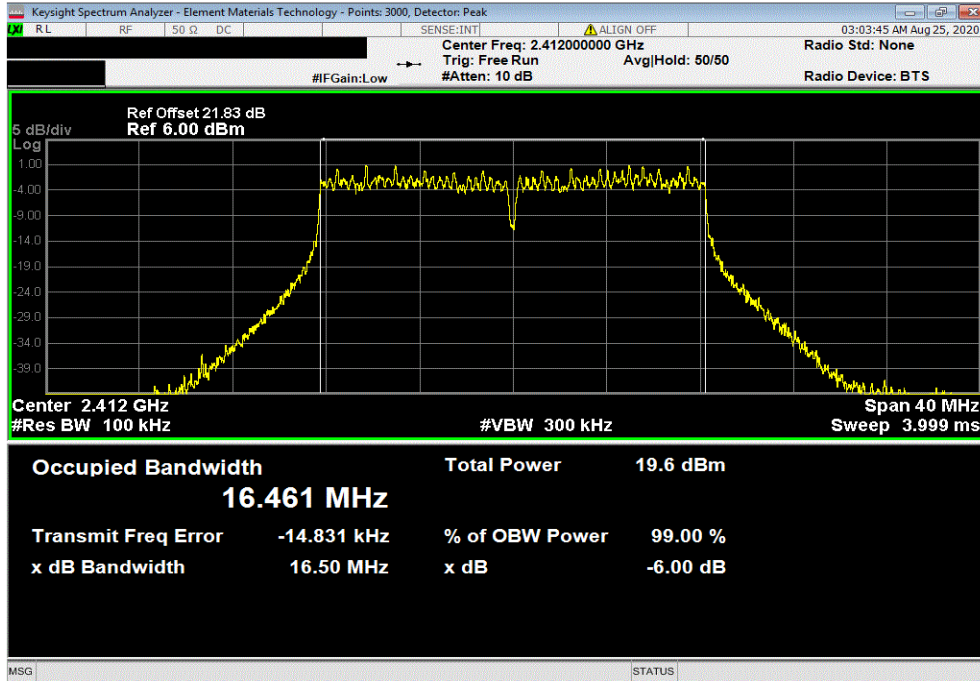 Keysight Spectrum Analyzer - Element Materials Technology - Points: 3000, Detector: Peak
LXI RL RF 50 Ω DC SENSE:INT ALIGN OFF 03:03:45 AM Aug 25, 2020
Center Freq: 2.412000000 GHz Radio Std: None
Trig: Free Run Avg|Hold: 50/50
#IFGain:Low #Atten: 10 dB Radio Device: BTS
Ref Offset 21.83 dB
5 dB/div Ref 6.00 dBm
Log
1.00
-4.00
-9.00
-14.0
-19.0
-24.0
-29.0
-34.0
-39.0
Center 2.412 GHz Span 40 MHz
#Res BW 100 kHz #VBW 300 kHz Sweep 3.999 ms
Occupied Bandwidth Total Power 19.6 dBm
16.461 MHz
Transmit Freq Error -14.831 kHz % of OBW Power 99.00 %
x dB Bandwidth 16.50 MHz x dB -6.00 dB
MSG STATUS